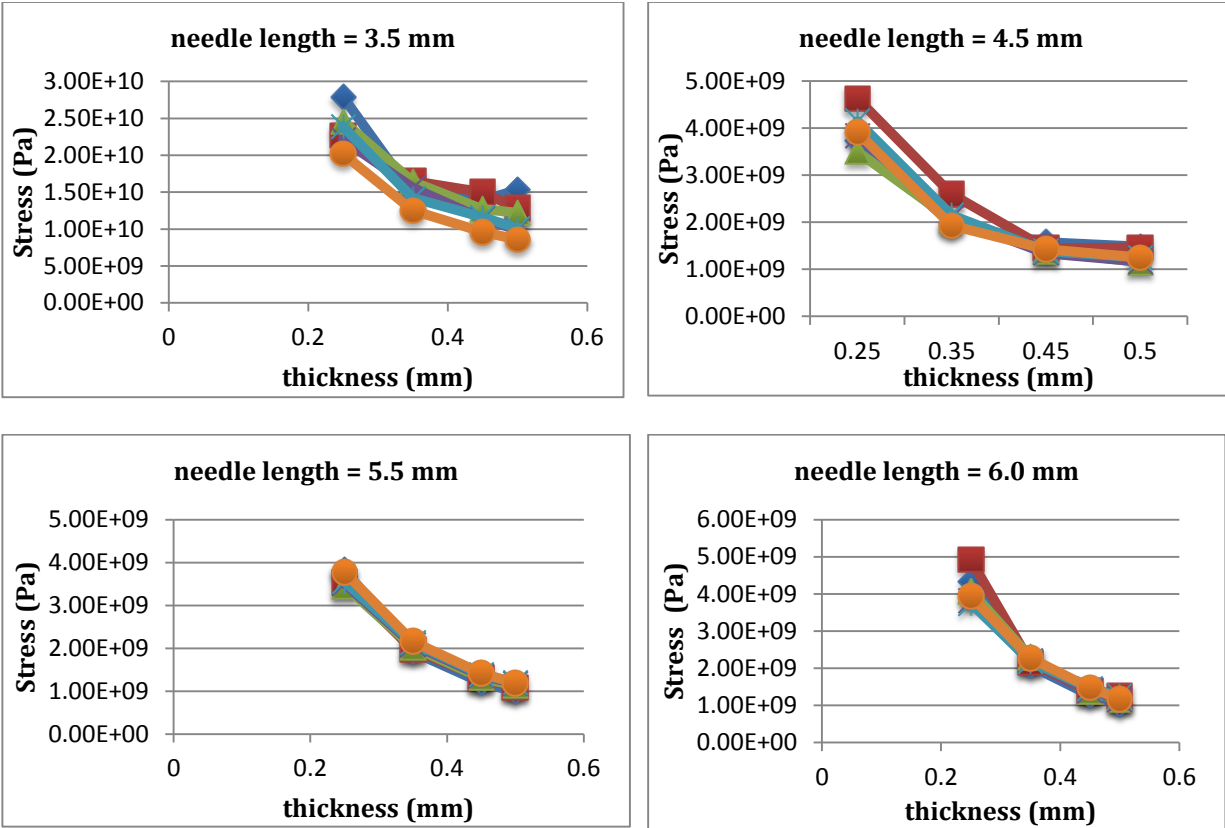 needle length = 3.5 mm
3.00E+10
2.50E+10
2.00E+10
1.50E+10
1.00E+10
5.00E+09
0.00E+00
Stress (Pa)
0 0.2 0.4 0.6
thickness (mm)
needle length = 4.5 mm
5.00E+09
4.00E+09
3.00E+09
2.00E+09
1.00E+09
0.00E+00
Stress (Pa)
0.25 0.35 0.45 0.5
thickness (mm)
needle length = 5.5 mm
5.00E+09
4.00E+09
3.00E+09
2.00E+09
1.00E+09
0.00E+00
Stress (Pa)
0 0.2 0.4 0.6
thickness (mm)
needle length = 6.0 mm
6.00E+09
5.00E+09
4.00E+09
3.00E+09
2.00E+09
1.00E+09
0.00E+00
Stress (Pa)
0 0.2 0.4 0.6
thickness (mm)